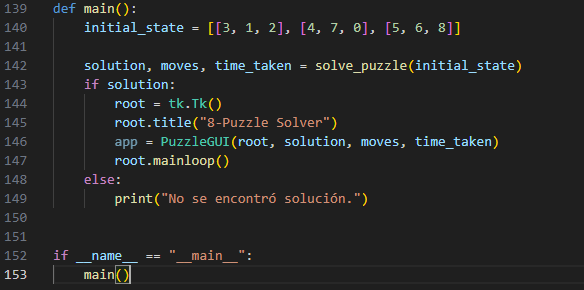 139 def main():
140     initial_state = [[3, 1, 2], [4, 7, 0], [5, 6, 8]]
141
142     solution, moves, time_taken = solve_puzzle(initial_state)
143     if solution:
144         root = tk.Tk()
145         root.title("8-Puzzle Solver")
146         app = PuzzleGUI(root, solution, moves, time_taken)
147         root.mainloop()
148     else:
149         print("No se encontró solución.")
150
151
152 if __name__ == "__main__":
153     main()